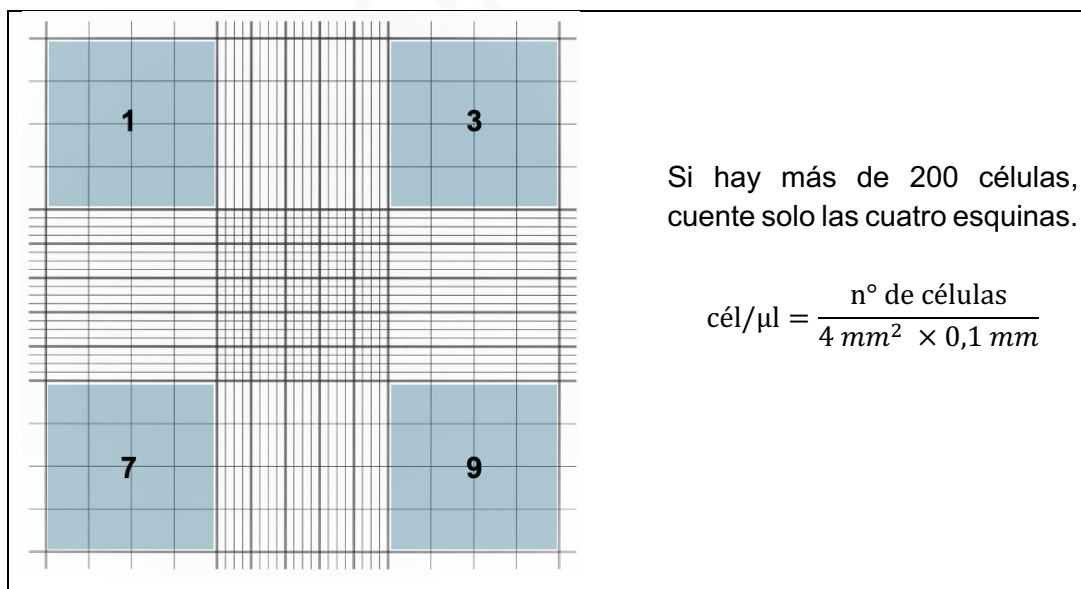 1
3
7
9
Si hay más de 200 células,
cuente solo las cuatro esquinas.
cél/μl = n° de células / 4 mm² × 0,1 mm